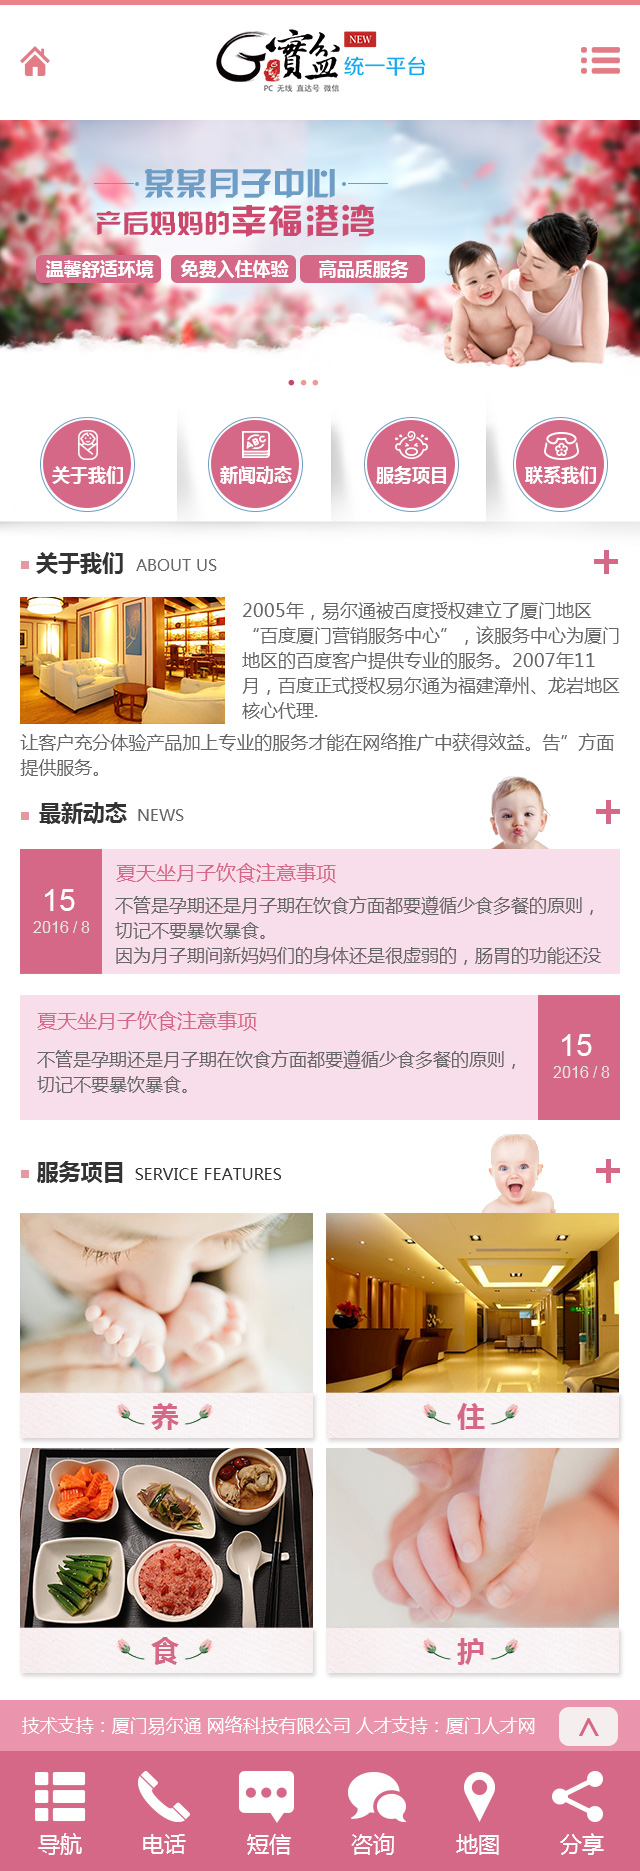 G寶盆
NEW
统一平台
PC 无线 直达号 微信
某某月子中心
产后妈妈的幸福港湾
温馨舒适环境 免费入住体验 高品质服务
ABC
关于我们 新闻动态 服务项目 联系我们
关于我们 ABOUT US
2005年，易尔通被百度授权建立了厦门地区
“百度厦门营销服务中心”，该服务中心为厦门
地区的百度客户提供专业的服务。2007年11
月，百度正式授权易尔通为福建漳州、龙岩地区
核心代理.
让客户充分体验产品加上专业的服务才能在网络推广中获得效益。告”方面
提供服务。
最新动态 NEWS
15
2016 / 8
夏天坐月子饮食注意事项
不管是孕期还是月子期在饮食方面都要遵循少食多餐的原则，
切记不要暴饮暴食。
因为月子期间新妈妈们的身体还是很虚弱的，肠胃的功能还没
夏天坐月子饮食注意事项
不管是孕期还是月子期在饮食方面都要遵循少食多餐的原则，
切记不要暴饮暴食。
15
2016 / 8
服务项目 SERVICE FEATURES
养
住
食
护
技术支持：厦门易尔通 网络科技有限公司 人才支持：厦门人才网
导航 电话 短信 咨询 地图 分享